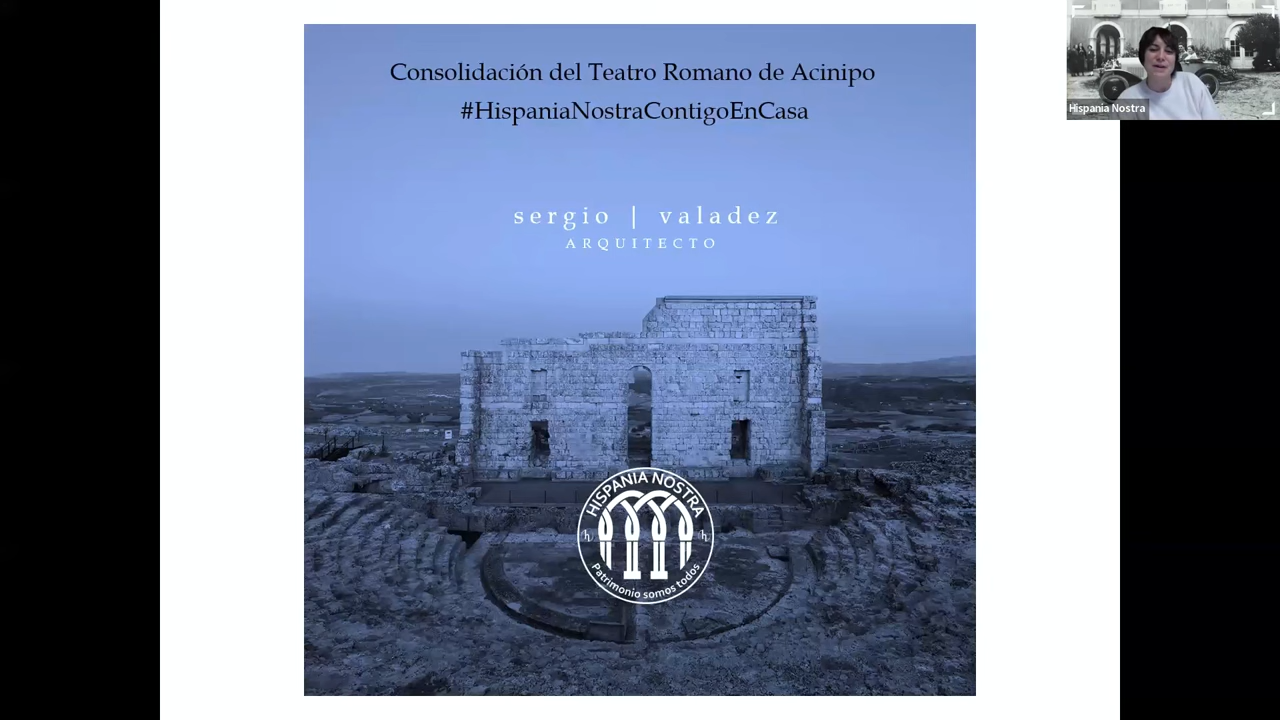 Consolidación del Teatro Romano de Acinipo
#HispaniaNostraContigoEnCasa
sergio | valadez
ARQUITECTO
HISPANIA NOSTRA
h h
Patrimonio somos todos
Hispania Nostra